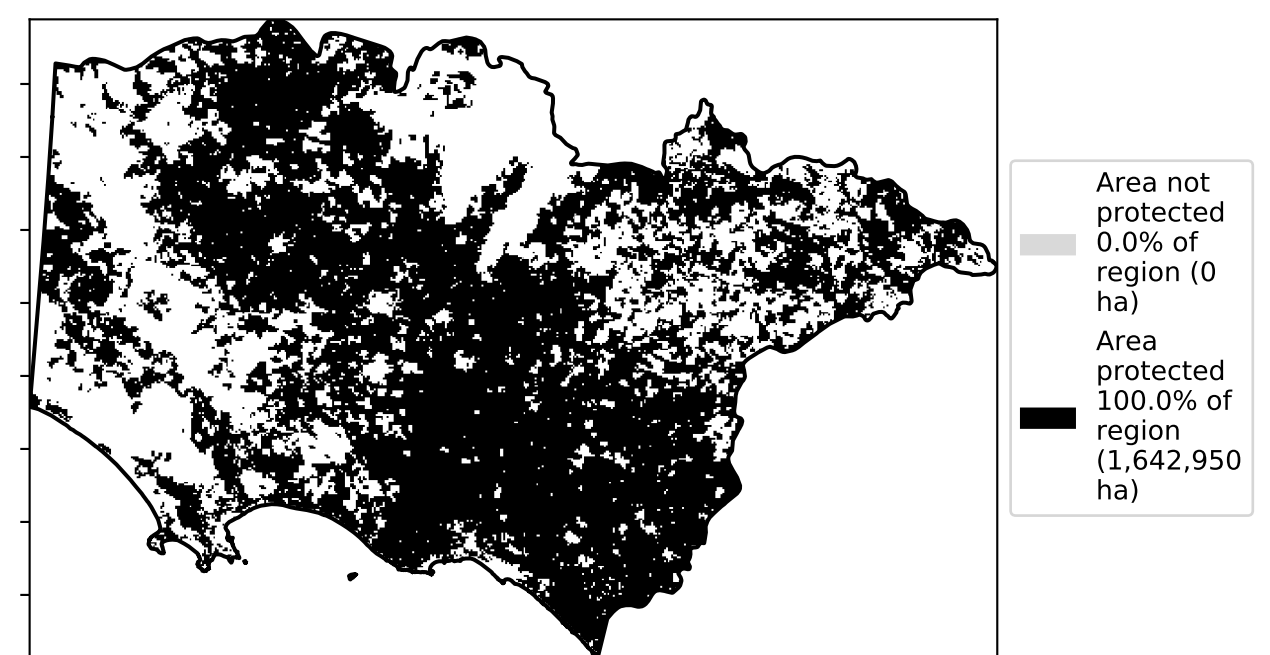 Area not
protected
0.0% of
region (0
ha)
Area
protected
100.0% of
region
(1,642,950
ha)